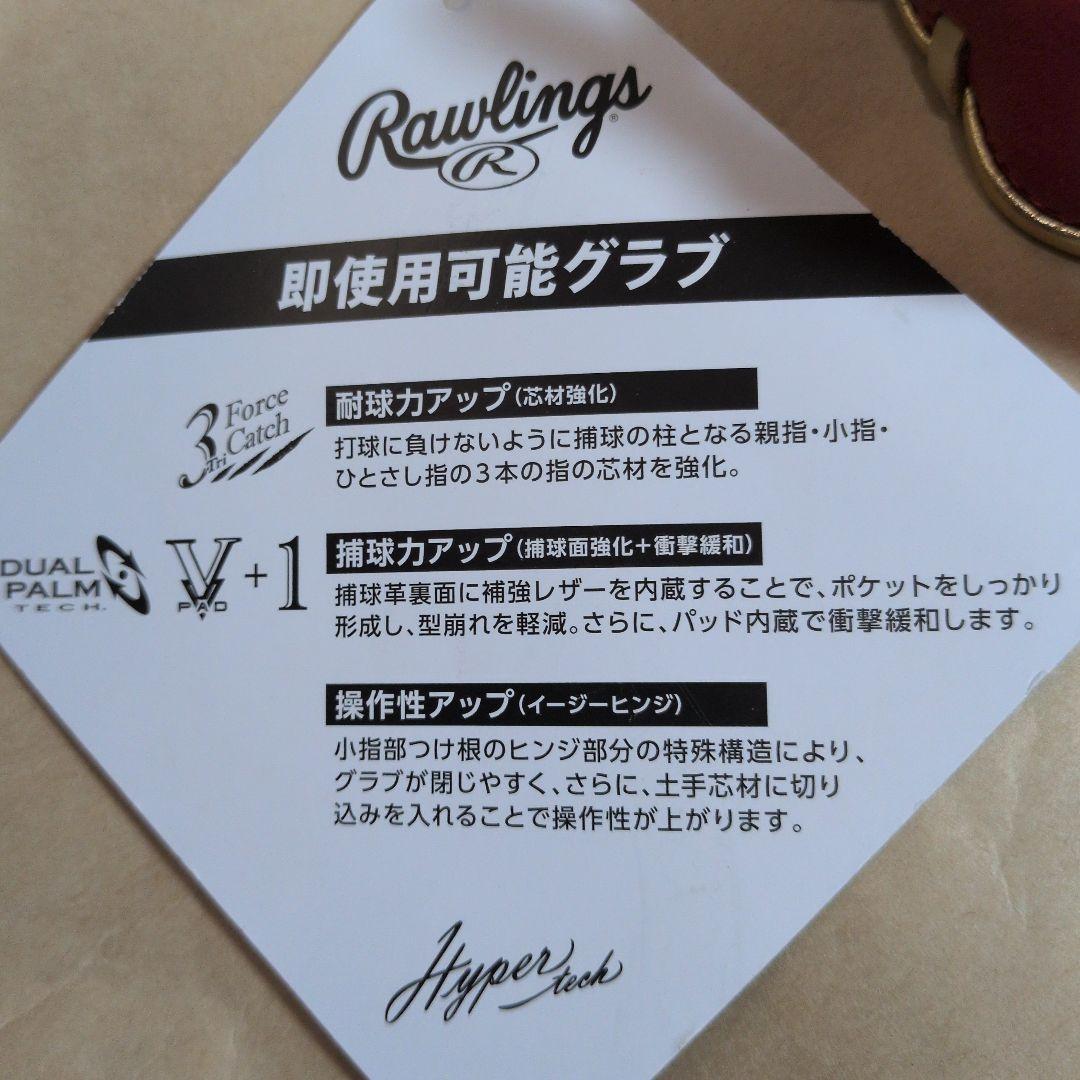 Rawlings®
R
即使用可能グラブ
3 Force
Tri Catch
耐球力アップ(芯材強化)
打球に負けないように捕球の柱となる親指・小指・
ひとさし指の3本の指の芯材を強化。
DUAL
PALM
TECH.
V+1
PAD
捕球力アップ(捕球面強化+衝撃緩和)
捕球革裏面に補強レザーを内蔵することで、ポケットをしっかり
形成し、型崩れを軽減。さらに、パッド内蔵で衝撃緩和します。
操作性アップ(イージーヒンジ)
小指部つけ根のヒンジ部分の特殊構造により、
グラブが閉じやすく、さらに、土手芯材に切り
込みを入れることで操作性が上がります。
Hyper tech